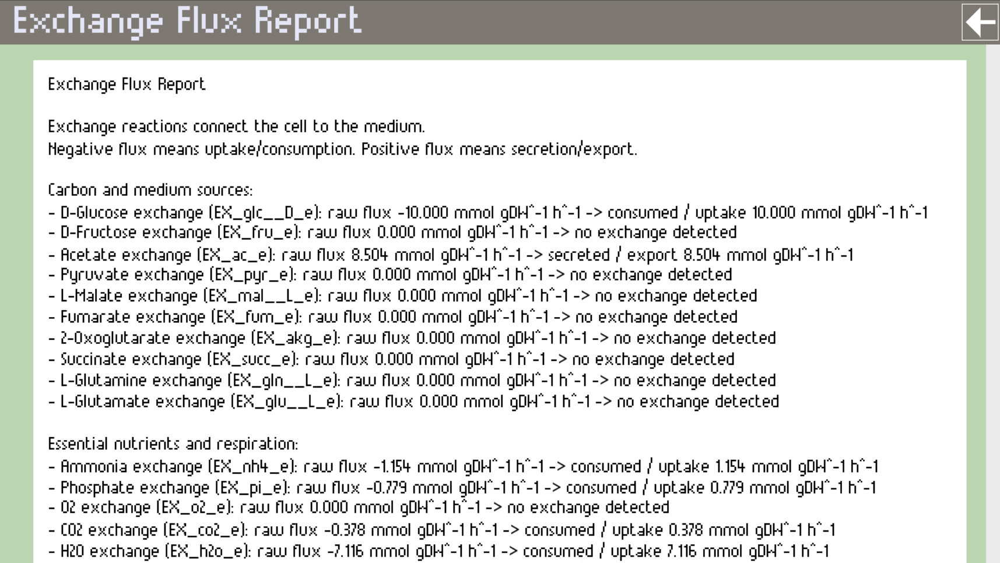 Exchange Flux Report
Exchange Flux Report
Exchange reactions connect the cell to the medium.
Negative flux means uptake/consumption. Positive flux means secretion/export.
Carbon and medium sources:
- D-Glucose exchange (EX_glc__D_e): raw flux -10.000 mmol gDW^-1 h^-1 -> consumed / uptake 10.000 mmol gDW^-1 h^-1
- D-Fructose exchange (EX_fru_e): raw flux 0.000 mmol gDW^-1 h^-1 -> no exchange detected
- Acetate exchange (EX_ac_e): raw flux 8.504 mmol gDW^-1 h^-1 -> secreted / export 8.504 mmol gDW^-1 h^-1
- Pyruvate exchange (EX_pyr_e): raw flux 0.000 mmol gDW^-1 h^-1 -> no exchange detected
- L-Malate exchange (EX_mal__L_e): raw flux 0.000 mmol gDW^-1 h^-1 -> no exchange detected
- Fumarate exchange (EX_fum_e): raw flux 0.000 mmol gDW^-1 h^-1 -> no exchange detected
- 2-Oxoglutarate exchange (EX_akg_e): raw flux 0.000 mmol gDW^-1 h^-1 -> no exchange detected
- Succinate exchange (EX_succ_e): raw flux 0.000 mmol gDW^-1 h^-1 -> no exchange detected
- L-Glutamine exchange (EX_gln__L_e): raw flux 0.000 mmol gDW^-1 h^-1 -> no exchange detected
- L-Glutamate exchange (EX_glu__L_e): raw flux 0.000 mmol gDW^-1 h^-1 -> no exchange detected
Essential nutrients and respiration:
- Ammonia exchange (EX_nh4_e): raw flux -1.154 mmol gDW^-1 h^-1 -> consumed / uptake 1.154 mmol gDW^-1 h^-1
- Phosphate exchange (EX_pi_e): raw flux -0.779 mmol gDW^-1 h^-1 -> consumed / uptake 0.779 mmol gDW^-1 h^-1
- O2 exchange (EX_o2_e): raw flux 0.000 mmol gDW^-1 h^-1 -> no exchange detected
- CO2 exchange (EX_co2_e): raw flux -0.378 mmol gDW^-1 h^-1 -> consumed / uptake 0.378 mmol gDW^-1 h^-1
- H2O exchange (EX_h2o_e): raw flux -7.116 mmol gDW^-1 h^-1 -> consumed / uptake 7.116 mmol gDW^-1 h^-1